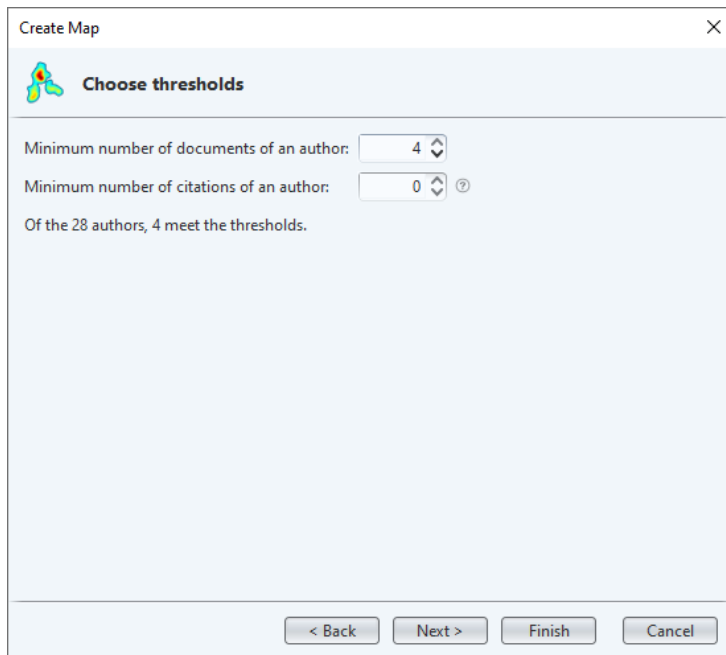 Create Map
Choose thresholds
Minimum number of documents of an author: 4
Minimum number of citations of an author: 0 ?
Of the 28 authors, 4 meet the thresholds.
< Back Next > Finish Cancel